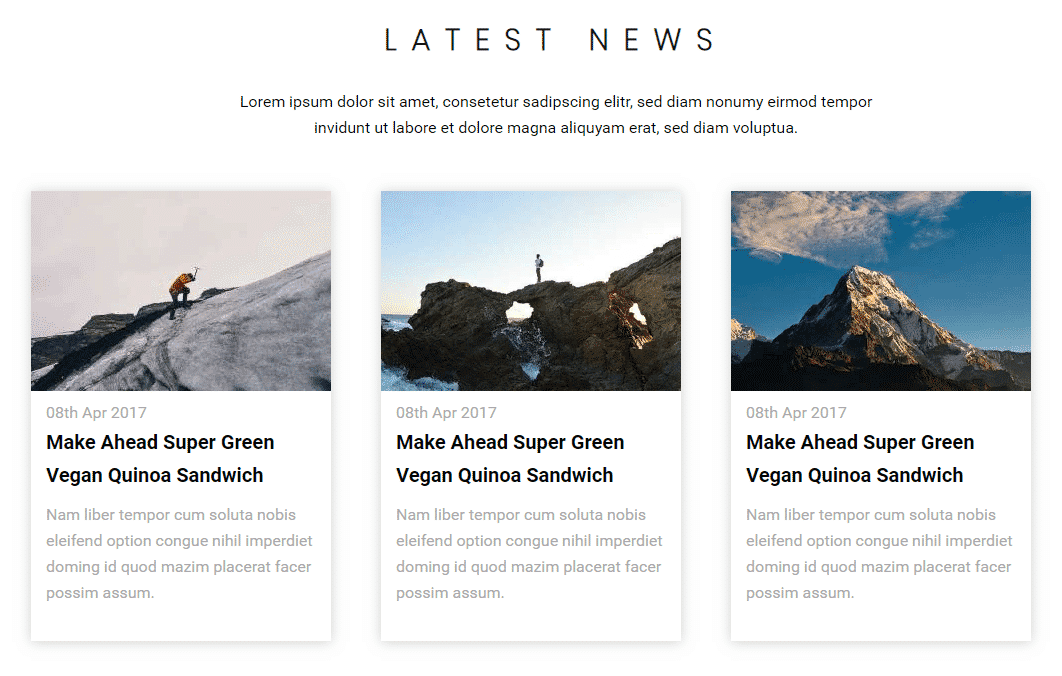 LATEST NEWS
Lorem ipsum dolor sit amet, consetetur sadipscing elitr, sed diam nonumy eirmod tempor
invidunt ut labore et dolore magna aliquyam erat, sed diam voluptua.
08th Apr 2017
Make Ahead Super Green
Vegan Quinoa Sandwich
Nam liber tempor cum soluta nobis
eleifend option congue nihil imperdiet
doming id quod mazim placerat facer
possim assum.
08th Apr 2017
Make Ahead Super Green
Vegan Quinoa Sandwich
Nam liber tempor cum soluta nobis
eleifend option congue nihil imperdiet
doming id quod mazim placerat facer
possim assum.
08th Apr 2017
Make Ahead Super Green
Vegan Quinoa Sandwich
Nam liber tempor cum soluta nobis
eleifend option congue nihil imperdiet
doming id quod mazim placerat facer
possim assum.